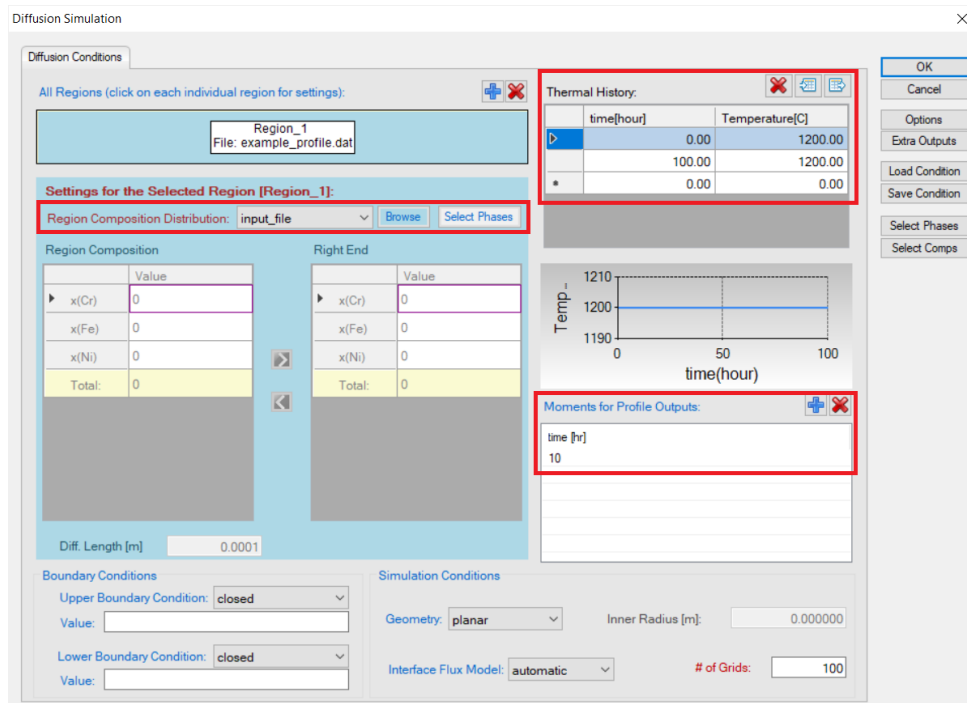 Diffusion Simulation
Diffusion Conditions
All Regions (click on each individual region for settings):
Region_1
File: example_profile.dat
Settings for the Selected Region [Region_1]:
Region Composition Distribution: input_file Browse Select Phases
Region Composition Right End
Value Value
x(Cr) 0 x(Cr) 0
x(Fe) 0 x(Fe) 0
x(Ni) 0 x(Ni) 0
Total: 0 Total: 0
Diff. Length [m] 0.0001
Boundary Conditions
Upper Boundary Condition: closed
Value:
Lower Boundary Condition: closed
Value:
Thermal History:
time[hour] Temperature[C]
0.00 1200.00
100.00 1200.00
* 0.00 0.00
Temp_
1210
1200
1190
0 50 100
time(hour)
Moments for Profile Outputs:
time [hr]
10
Simulation Conditions
Geometry: planar Inner Radius [m]: 0.000000
Interface Flux Model: automatic # of Grids: 100
OK
Cancel
Options
Extra Outputs
Load Condition
Save Condition
Select Phases
Select Comps